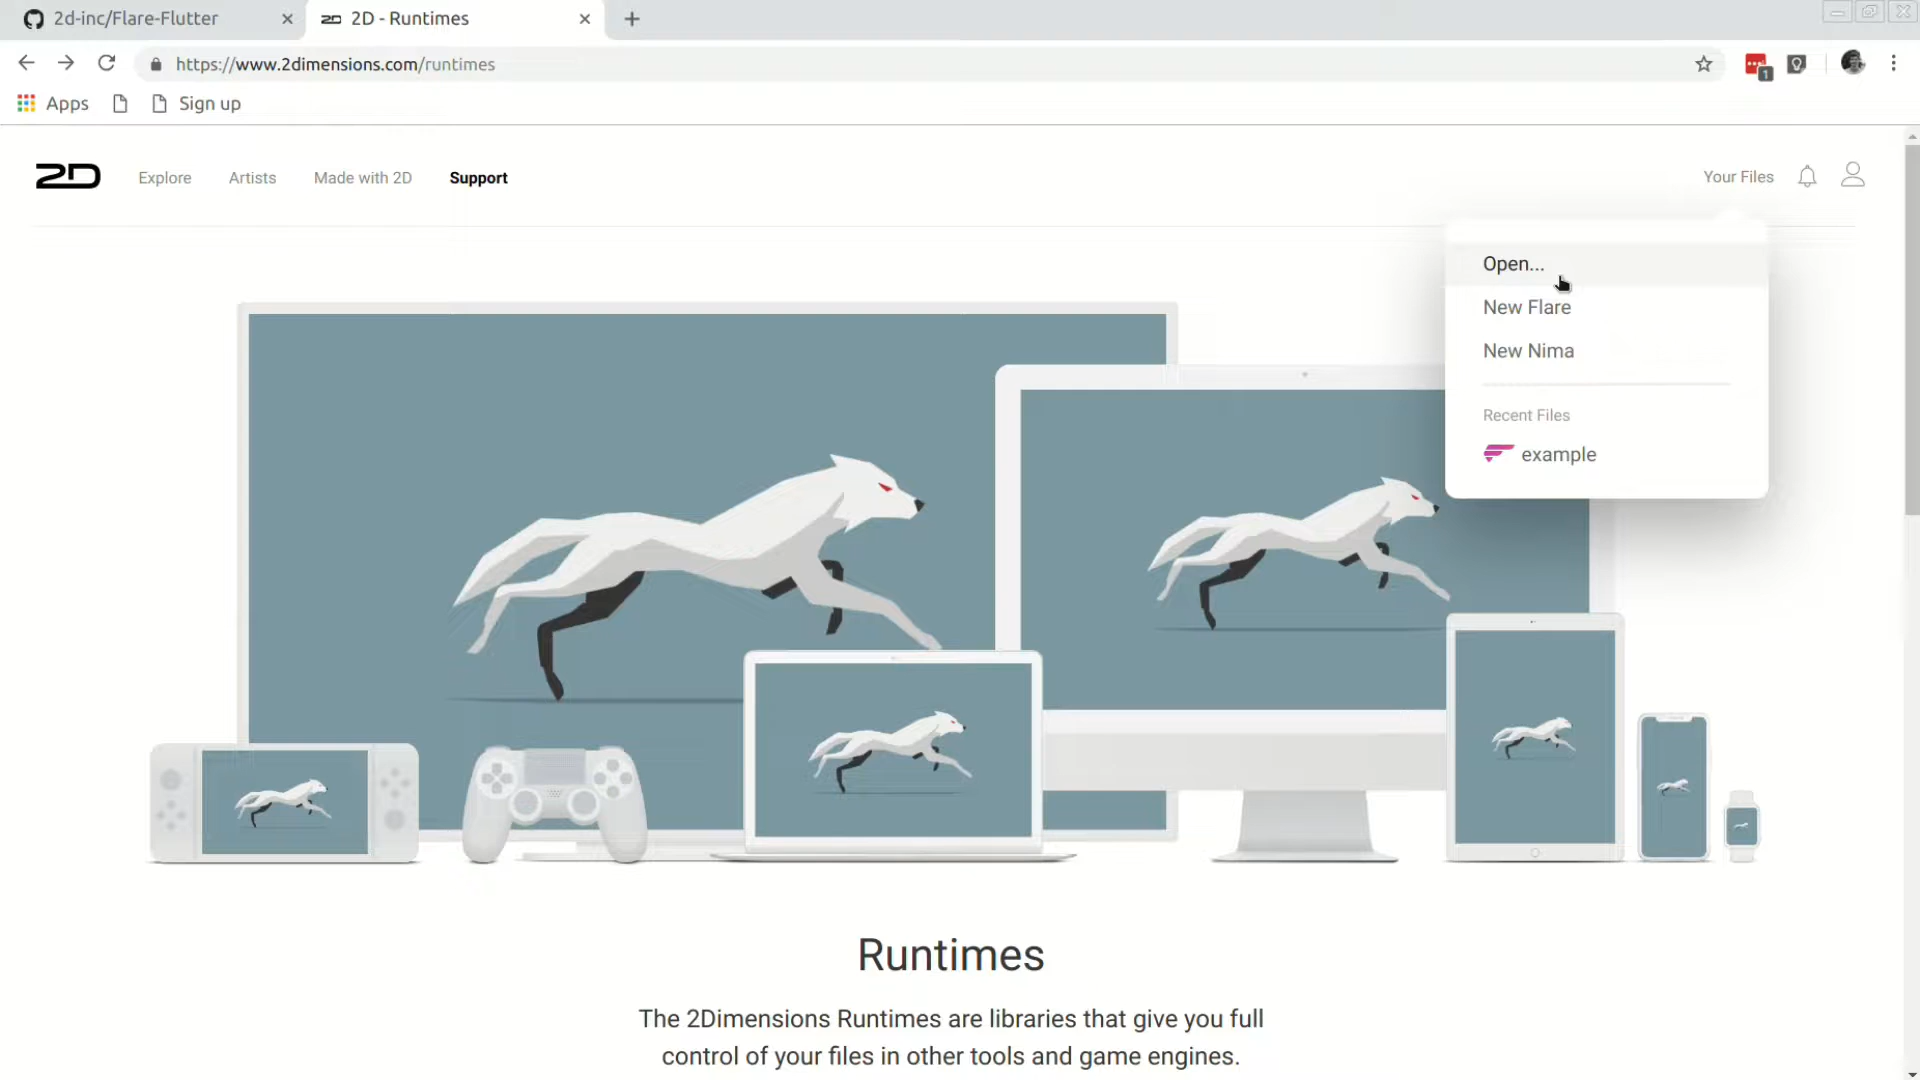 2d-inc/Flare-Flutter
2D - Runtimes
https://www.2dimensions.com/runtimes
1
Apps
Sign up
2D
Explore
Artists
Made with 2D
Support
Your Files
Open...
New Flare
New Nima
Recent Files
example
Runtimes
The 2Dimensions Runtimes are libraries that give you full
control of your files in other tools and game engines.